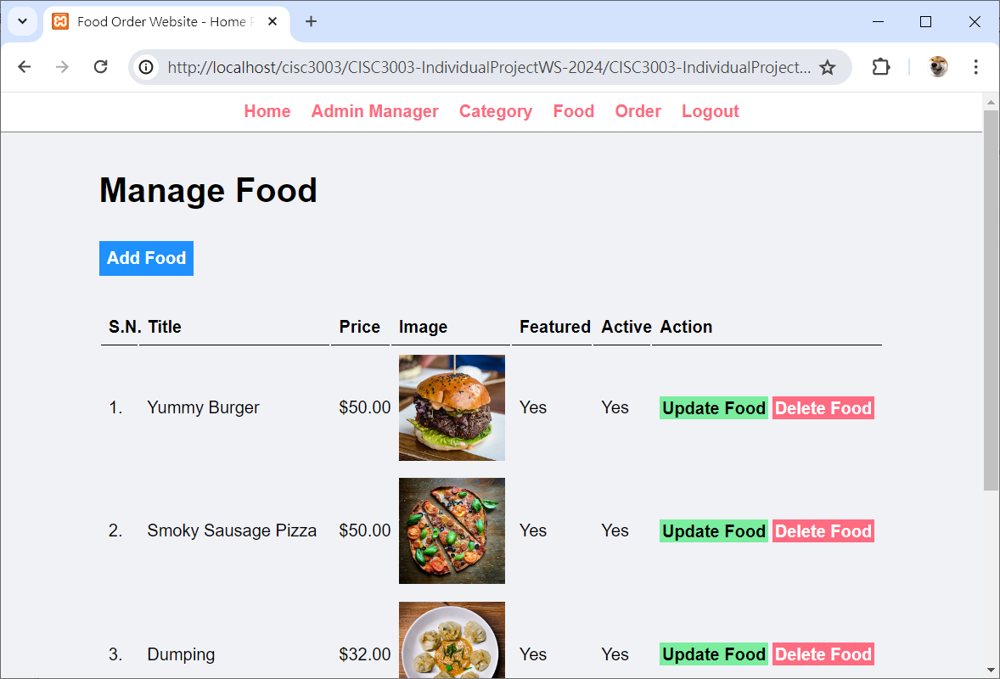 Food Order Website - Home P
http://localhost/cisc3003/CISC3003-IndividualProjectWS-2024/CISC3003-IndividualProject...
Home Admin Manager Category Food Order Logout
Manage Food
Add Food
S.N. Title Price Image Featured Active Action
1. Yummy Burger $50.00 Yes Yes Update Food Delete Food
2. Smoky Sausage Pizza $50.00 Yes Yes Update Food Delete Food
3. Dumping $32.00 Yes Yes Update Food Delete Food